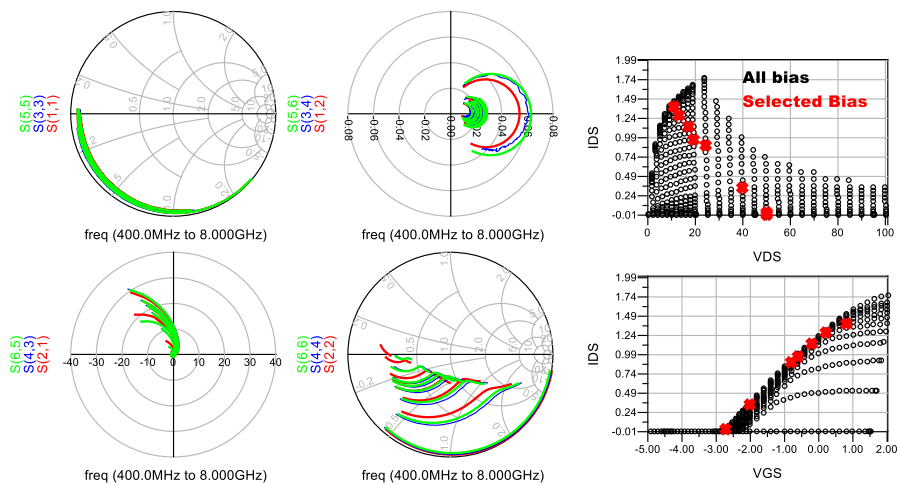 S(5,5)
S(3,3)
S(1,1)
freq (400.0MHz to 8.000GHz)
S(5,6)
S(3,4)
S(1,2)
-0.08
-0.06
-0.04
-0.02
0.00
0.02
0.04
0.06
0.08
freq (400.0MHz to 8.000GHz)
IDS
1.99
1.74
1.49
1.24
0.99
0.74
0.49
0.24
-0.01
All bias
Selected Bias
0 20 40 60 80 100
VDS
S(6,5)
S(4,3)
S(2,1)
-40 -30 -20 -10 0 10 20 30 40
freq (400.0MHz to 8.000GHz)
S(6,6)
S(4,4)
S(2,2)
freq (400.0MHz to 8.000GHz)
IDS
1.99
1.74
1.49
1.24
0.99
0.74
0.49
0.24
-0.01
-5.00 -4.00 -3.00 -2.00 -1.00 0.00 1.00 2.00
VGS